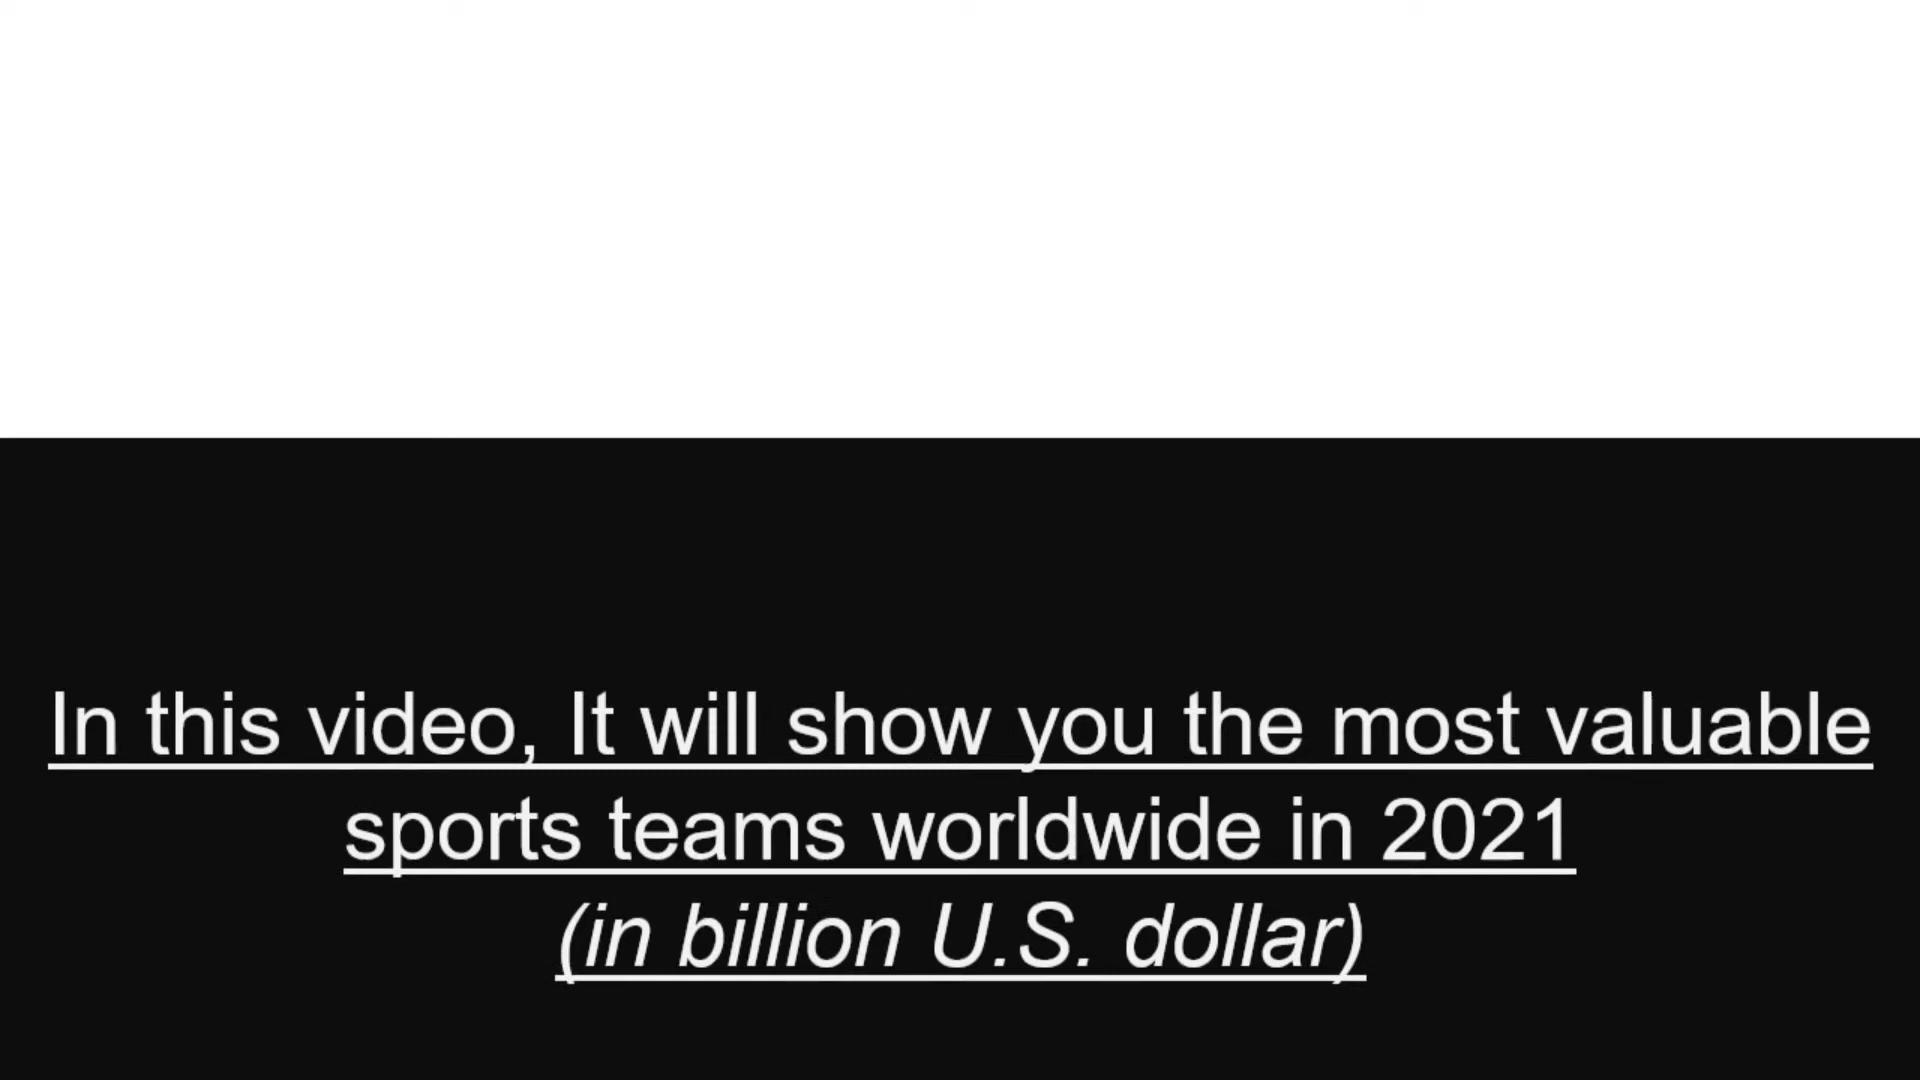 In this video, It will show you the most valuable
sports teams worldwide in 2021
(in billion U.S. dollar)